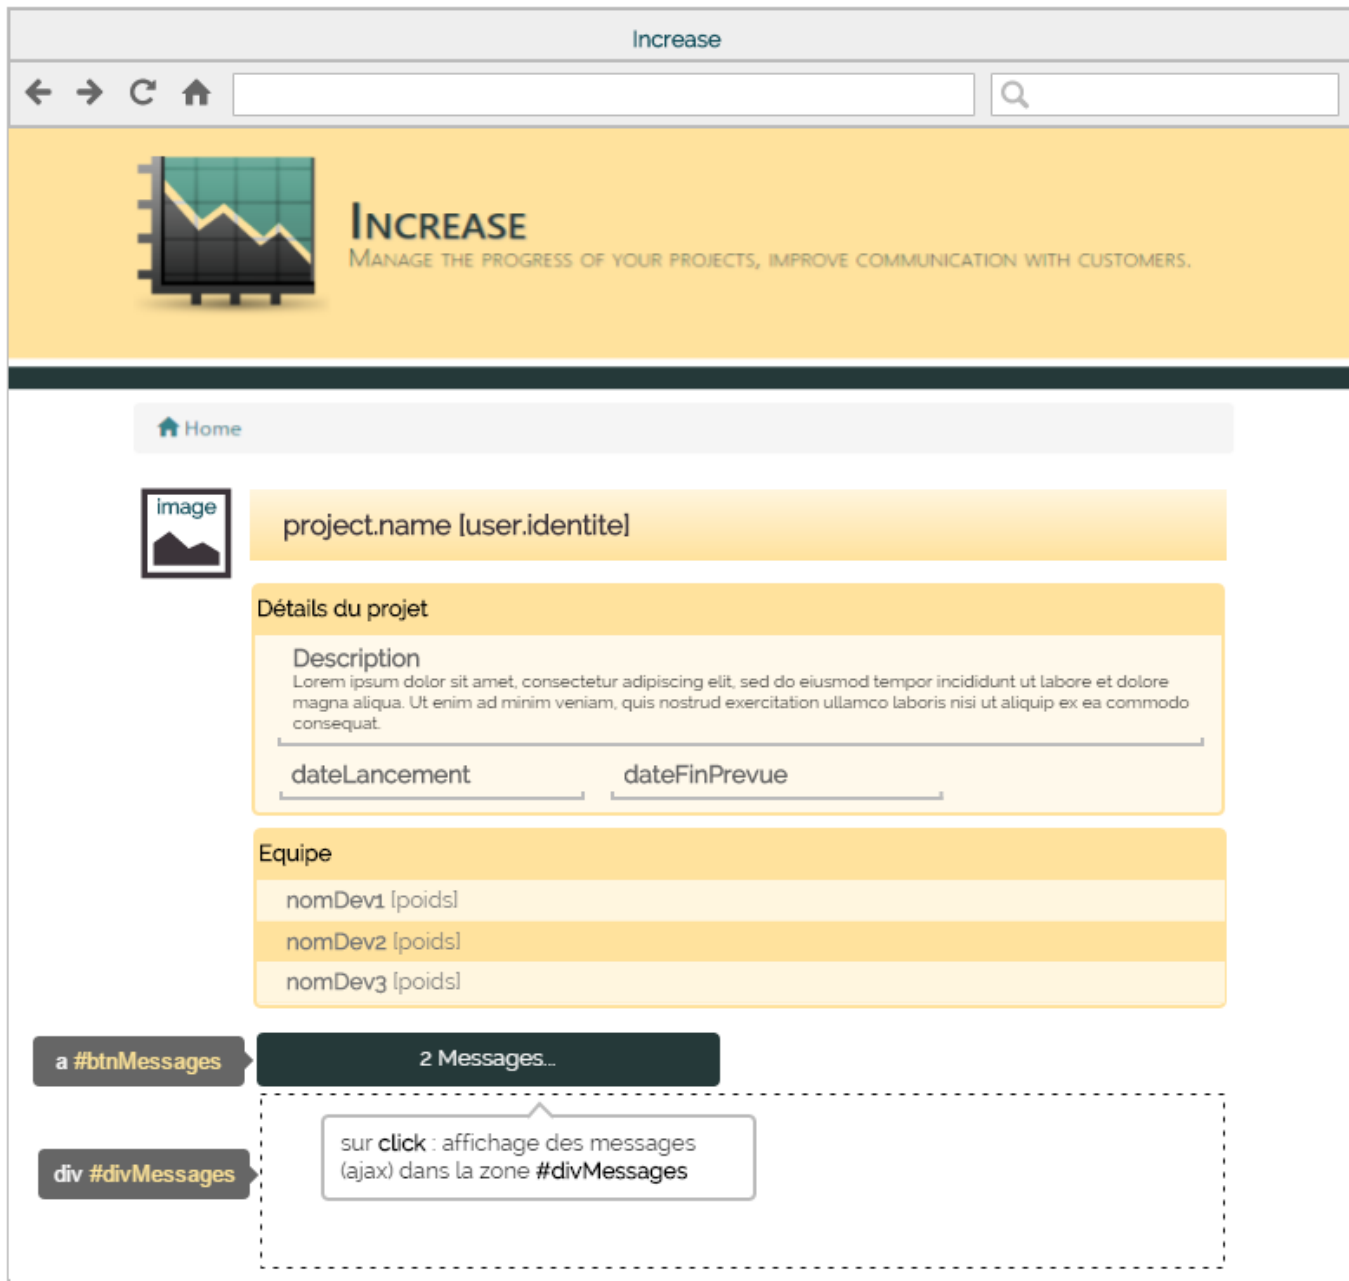 Increase
INCREASE
MANAGE THE PROGRESS OF YOUR PROJECTS, IMPROVE COMMUNICATION WITH CUSTOMERS.
Home
image
project.name [user.identite]
Détails du projet
Description
Lorem ipsum dolor sit amet, consectetur adipiscing elit, sed do eiusmod tempor incididunt ut labore et dolore
magna aliqua. Ut enim ad minim veniam, quis nostrud exercitation ullamco laboris nisi ut aliquip ex ea commodo
consequat.
dateLancement dateFinPrevue
Equipe
nomDev1 [poids]
nomDev2 [poids]
nomDev3 [poids]
a #btnMessages 2 Messages...
sur click : affichage des messages
(ajax) dans la zone #divMessages
div #divMessages